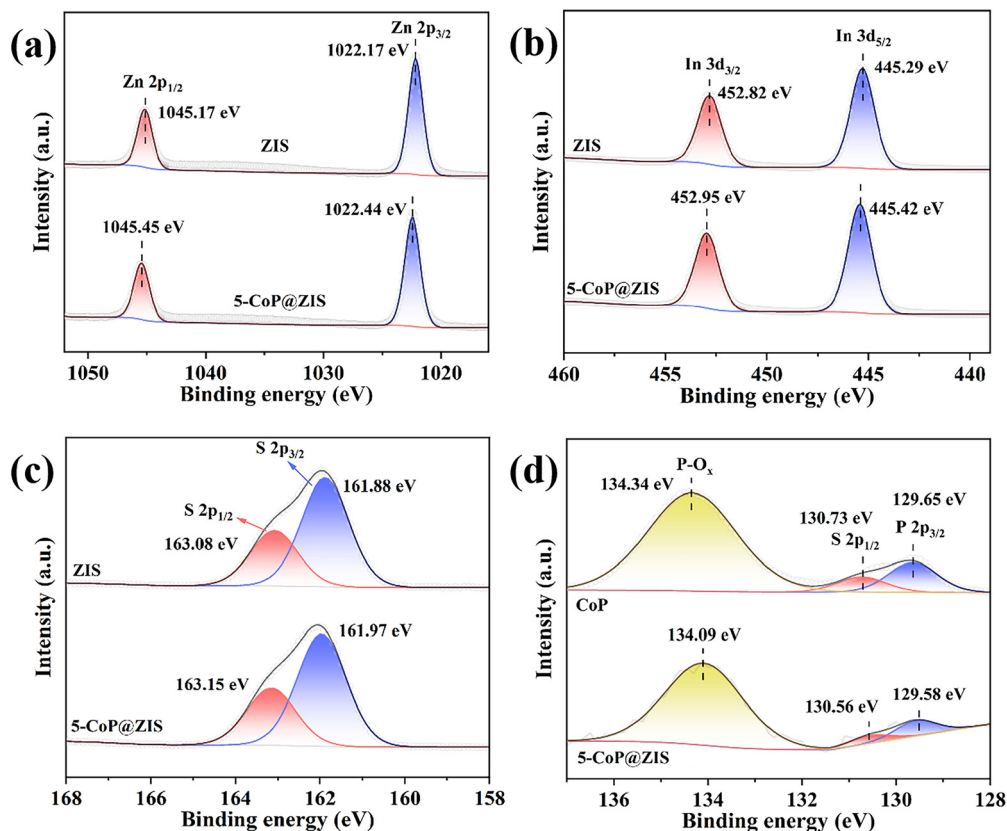 (a)
Zn 2p3/2
1022.17 eV
Zn 2p1/2
1045.17 eV
ZIS
1022.44 eV
1045.45 eV
5-CoP@ZIS
Intensity (a.u.)
1050 1040 1030 1020
Binding energy (eV)
(b)
In 3d5/2
445.29 eV
In 3d3/2
452.82 eV
ZIS
452.95 eV
445.42 eV
5-CoP@ZIS
Intensity (a.u.)
460 455 450 445 440
Binding energy (eV)
(c)
S 2p3/2
161.88 eV
S 2p1/2
163.08 eV
ZIS
161.97 eV
163.15 eV
5-CoP@ZIS
Intensity (a.u.)
168 166 164 162 160 158
Binding energy (eV)
(d)
P-Ox
134.34 eV
129.65 eV
130.73 eV
P 2p3/2
S 2p1/2
CoP
134.09 eV
129.58 eV
130.56 eV
5-CoP@ZIS
Intensity (a.u.)
136 134 132 130 128
Binding energy (eV)